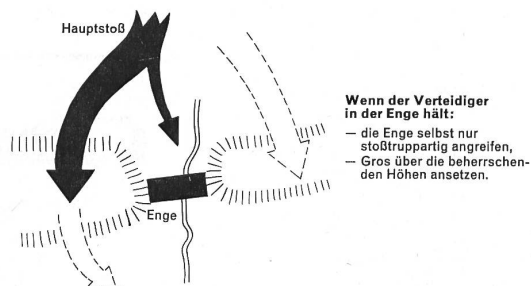 Hauptstoß
Wenn der Verteidiger
in der Enge hält:
— die Enge selbst nur
stoßtruppartig angreifen,
— Gros über die beherrschen-
den Höhen ansetzen.
Enge